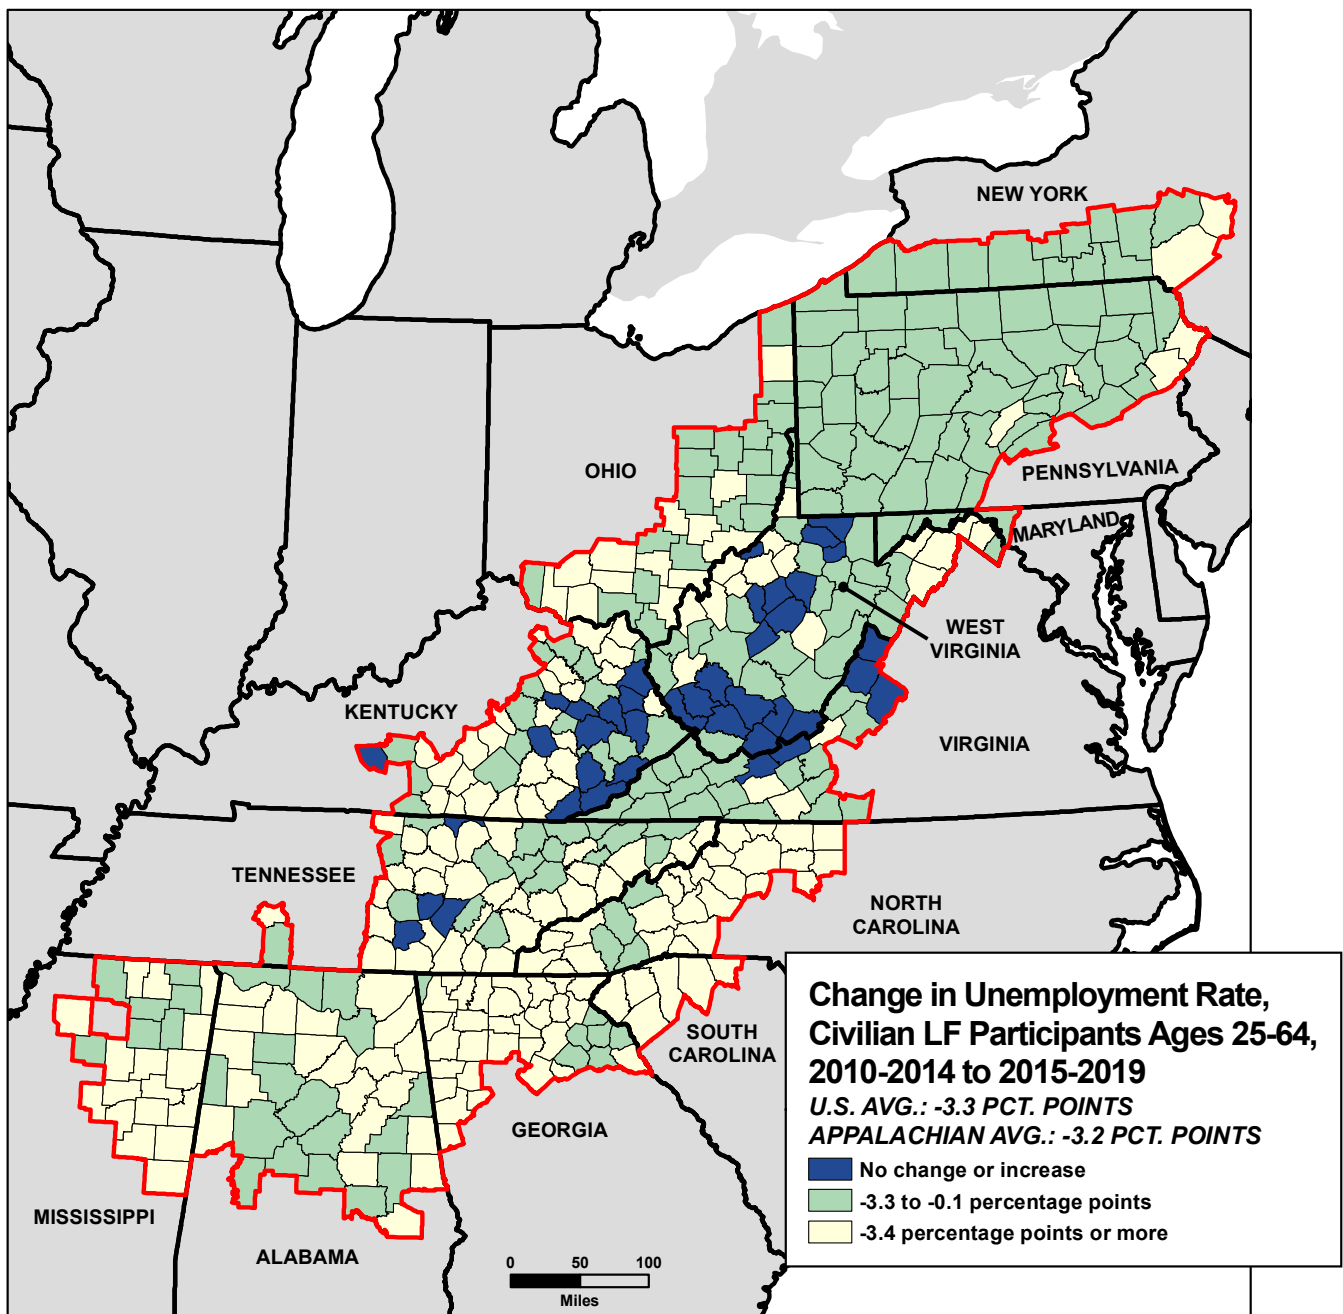 NEW YORK
OHIO
PENNSYLVANIA
MARYLAND
WEST
VIRGINIA
KENTUCKY
VIRGINIA
TENNESSEE
NORTH
CAROLINA
SOUTH
CAROLINA
GEORGIA
MISSISSIPPI
ALABAMA
Change in Unemployment Rate,
Civilian LF Participants Ages 25-64,
2010-2014 to 2015-2019
U.S. AVG.: -3.3 PCT. POINTS
APPALACHIAN AVG.: -3.2 PCT. POINTS
No change or increase
-3.3 to -0.1 percentage points
-3.4 percentage points or more
0 50 100
Miles